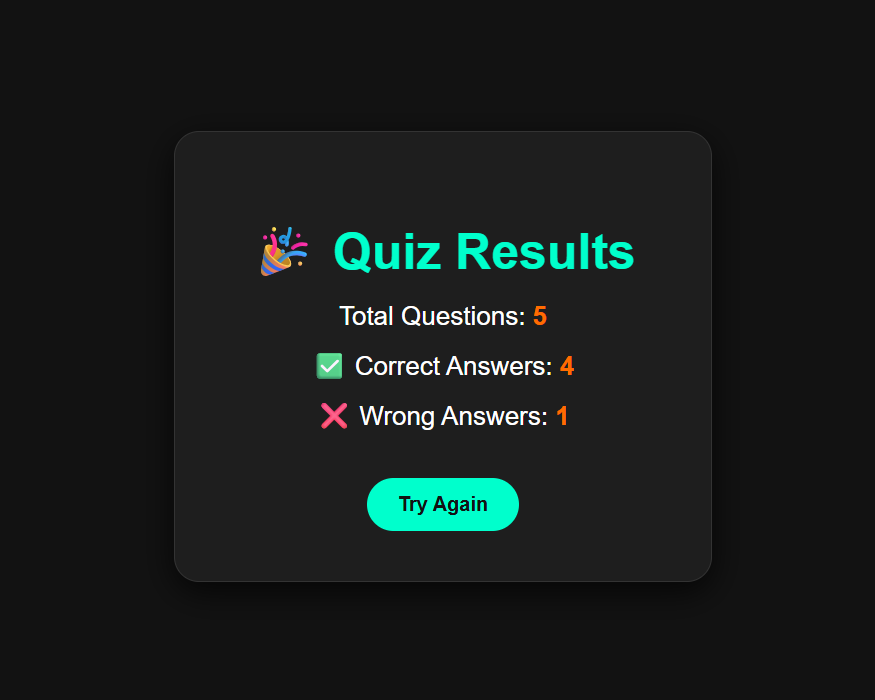 🎉 Quiz Results
Total Questions: 5
✅ Correct Answers: 4
❌ Wrong Answers: 1
Try Again